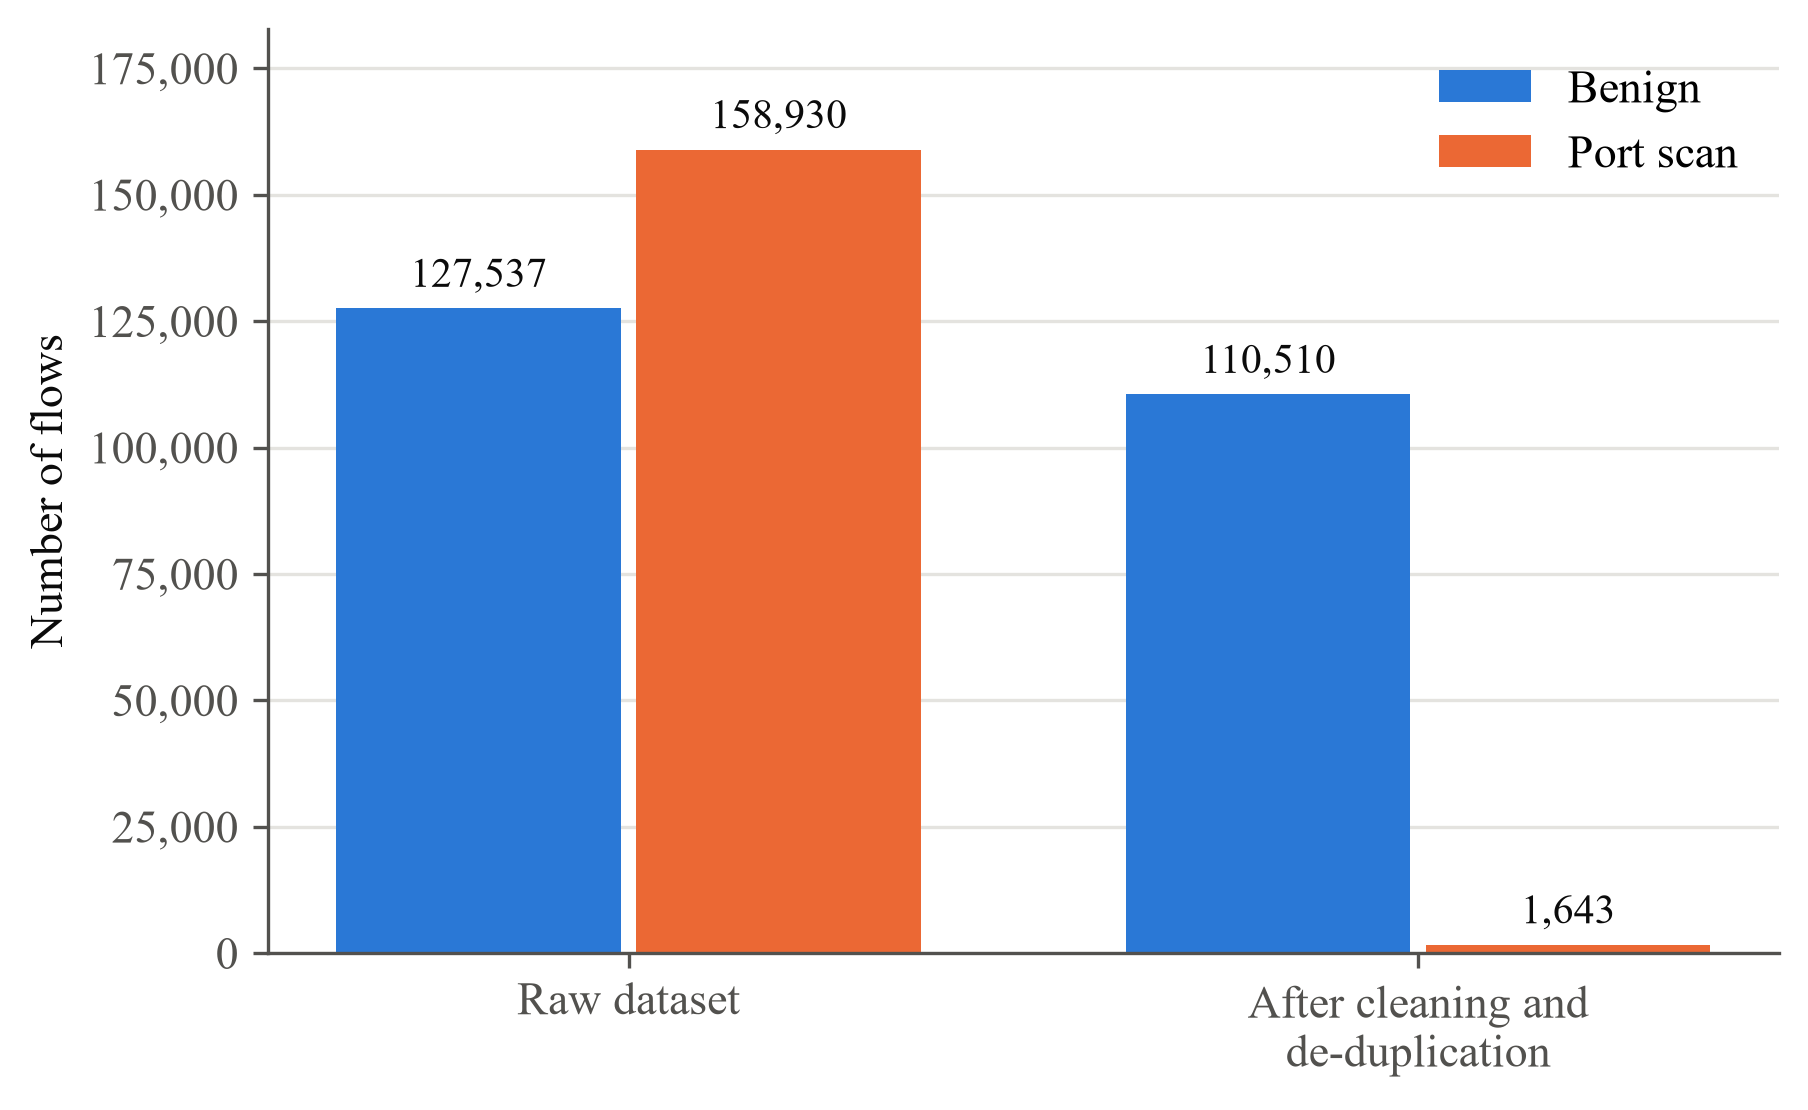 175,000
150,000
125,000
100,000
75,000
50,000
25,000
0
Number of flows
158,930
127,537
110,510
1,643
Benign
Port scan
Raw dataset
After cleaning and
de-duplication